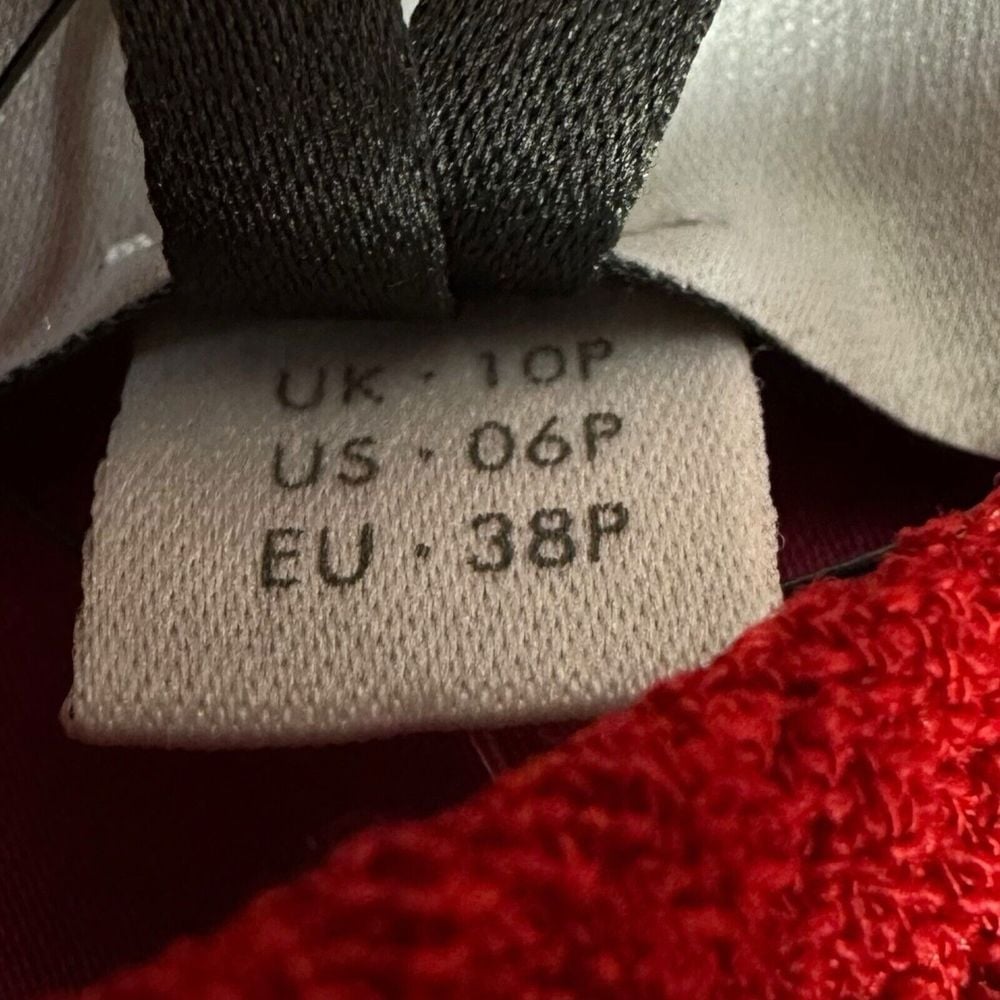 UK · 10P
US · 06P
EU · 38P